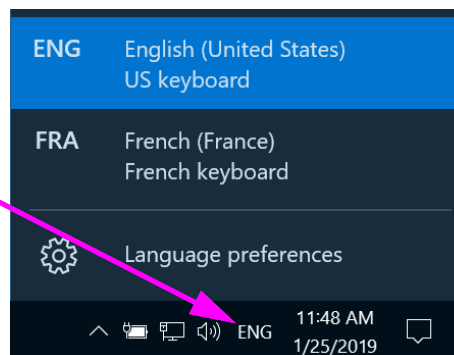 ENG English (United States)
US keyboard
FRA French (France)
French keyboard
Language preferences
ENG 11:48 AM
1/25/2019